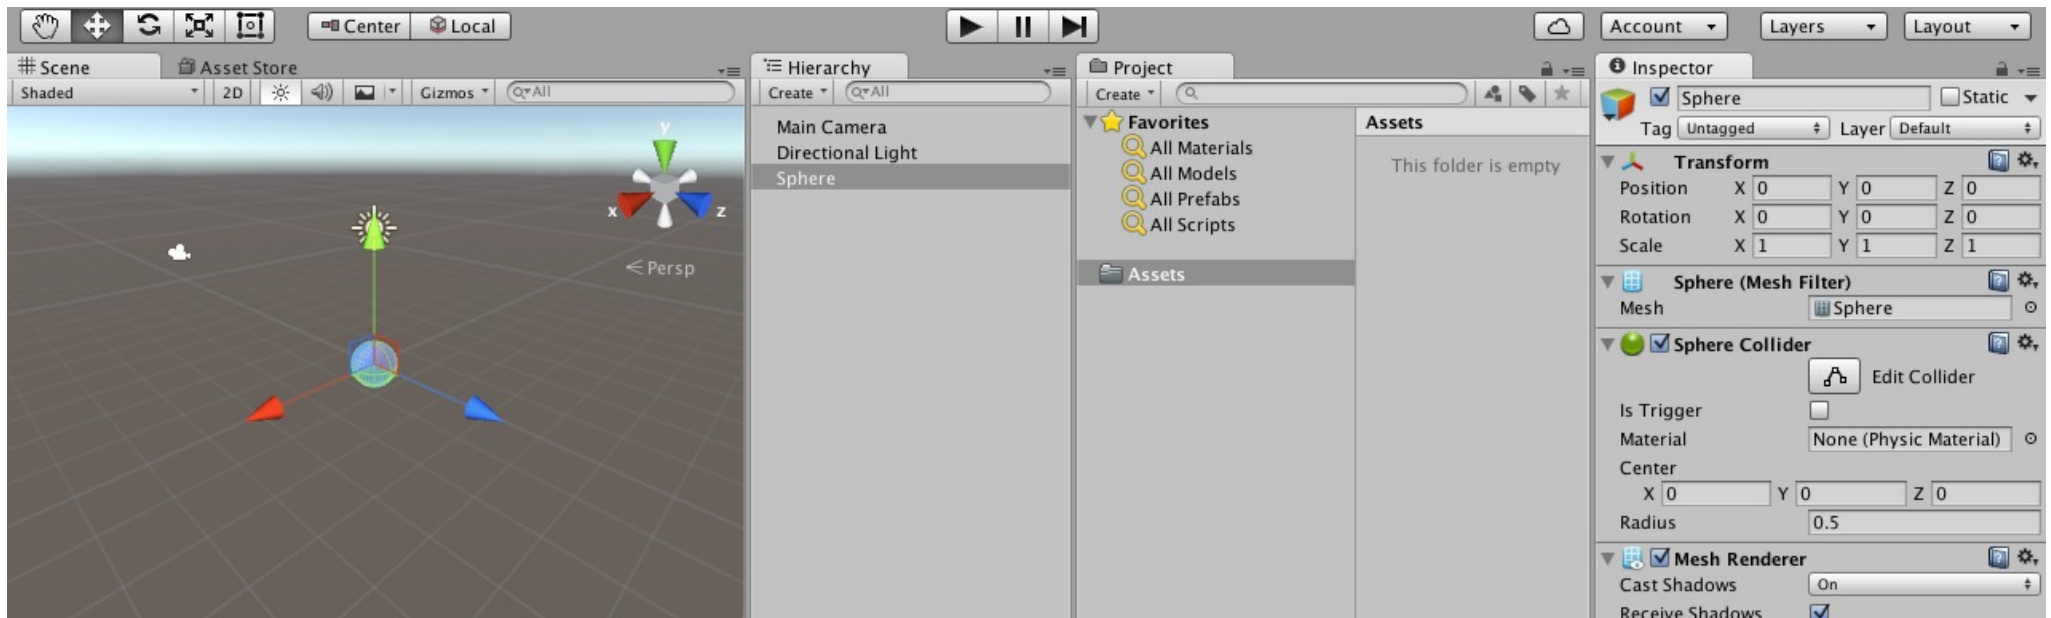 Center Local Account Layers Layout
Scene Asset Store
Shaded 2D Gizmos All
y
x z
Persp
Hierarchy
Create All
Main Camera
Directional Light
Sphere
Project
Create
Favorites
All Materials
All Models
All Prefabs
All Scripts
Assets
Assets
This folder is empty
Inspector
Sphere Static
Tag Untagged Layer Default
Transform
Position X 0 Y 0 Z 0
Rotation X 0 Y 0 Z 0
Scale X 1 Y 1 Z 1
Sphere (Mesh Filter)
Mesh Sphere
Sphere Collider
Edit Collider
Is Trigger
Material None (Physic Material)
Center
X 0 Y 0 Z 0
Radius 0.5
Mesh Renderer
Cast Shadows On
Receive Shadows